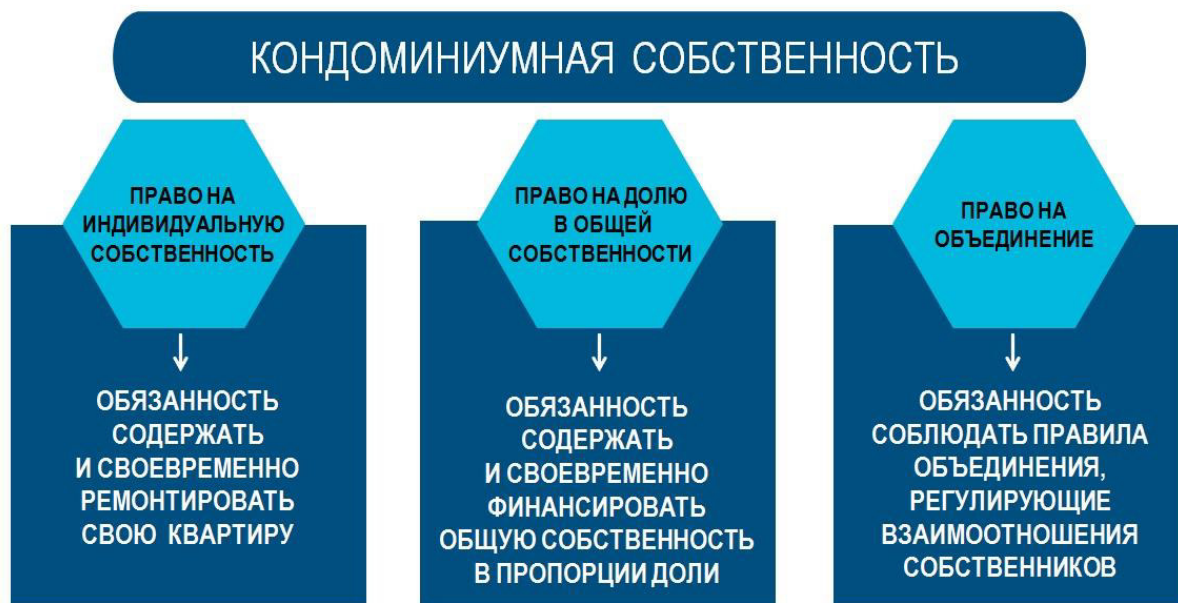 КОНДОМИНИУМНАЯ СОБСТВЕННОСТЬ
ПРАВО НА
ИНДИВИДУАЛЬНУЮ
СОБСТВЕННОСТЬ
ОБЯЗАННОСТЬ
СОДЕРЖАТЬ
И СВОЕВРЕМЕННО
РЕМОНТИРОВАТЬ
СВОЮ КВАРТИРУ
ПРАВО НА ДОЛЮ
В ОБЩЕЙ
СОБСТВЕННОСТИ
ОБЯЗАННОСТЬ
СОДЕРЖАТЬ
И СВОЕВРЕМЕННО
ФИНАНСИРОВАТЬ
ОБЩУЮ СОБСТВЕННОСТЬ
В ПРОПОРЦИИ ДОЛИ
ПРАВО НА
ОБЪЕДИНЕНИЕ
ОБЯЗАННОСТЬ
СОБЛЮДАТЬ ПРАВИЛА
ОБЪЕДИНЕНИЯ,
РЕГУЛИРУЮЩИЕ
ВЗАИМООТНОШЕНИЯ
СОБСТВЕННИКОВ